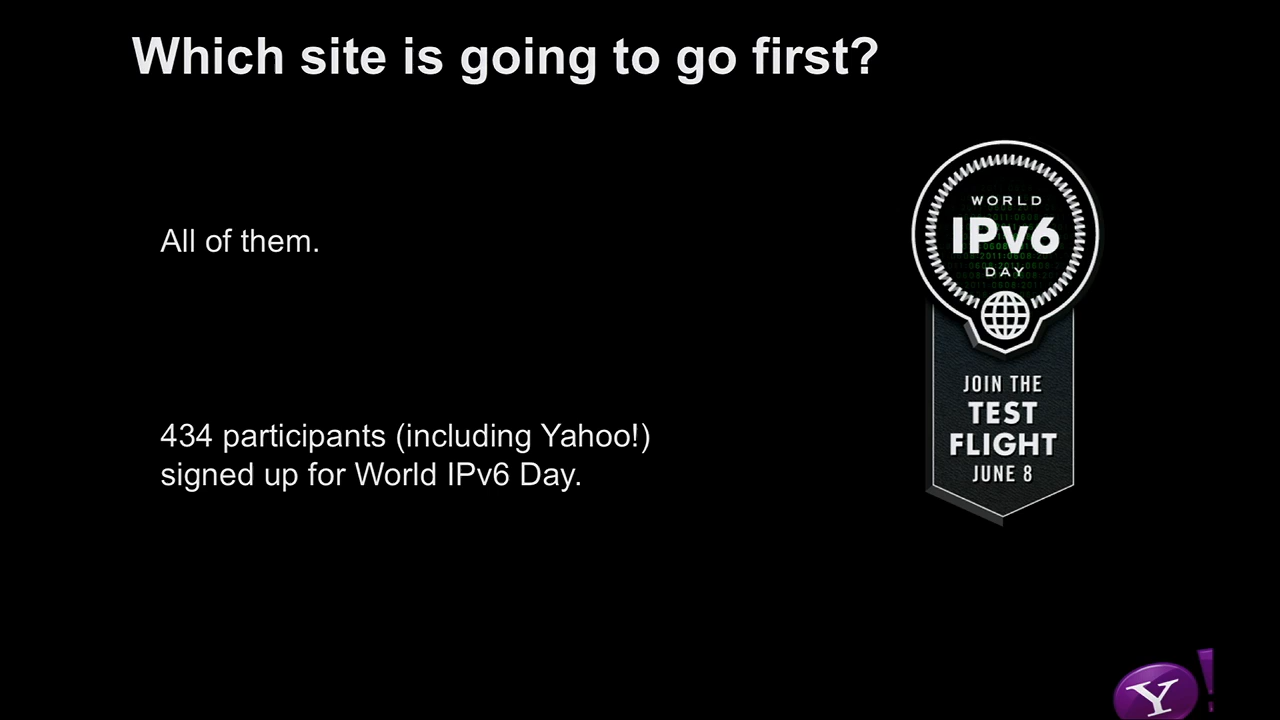 Which site is going to go first?
All of them.
434 participants (including Yahoo!)
signed up for World IPv6 Day.
WORLD
IPv6
DAY
JOIN THE
TEST
FLIGHT
JUNE 8
Y!